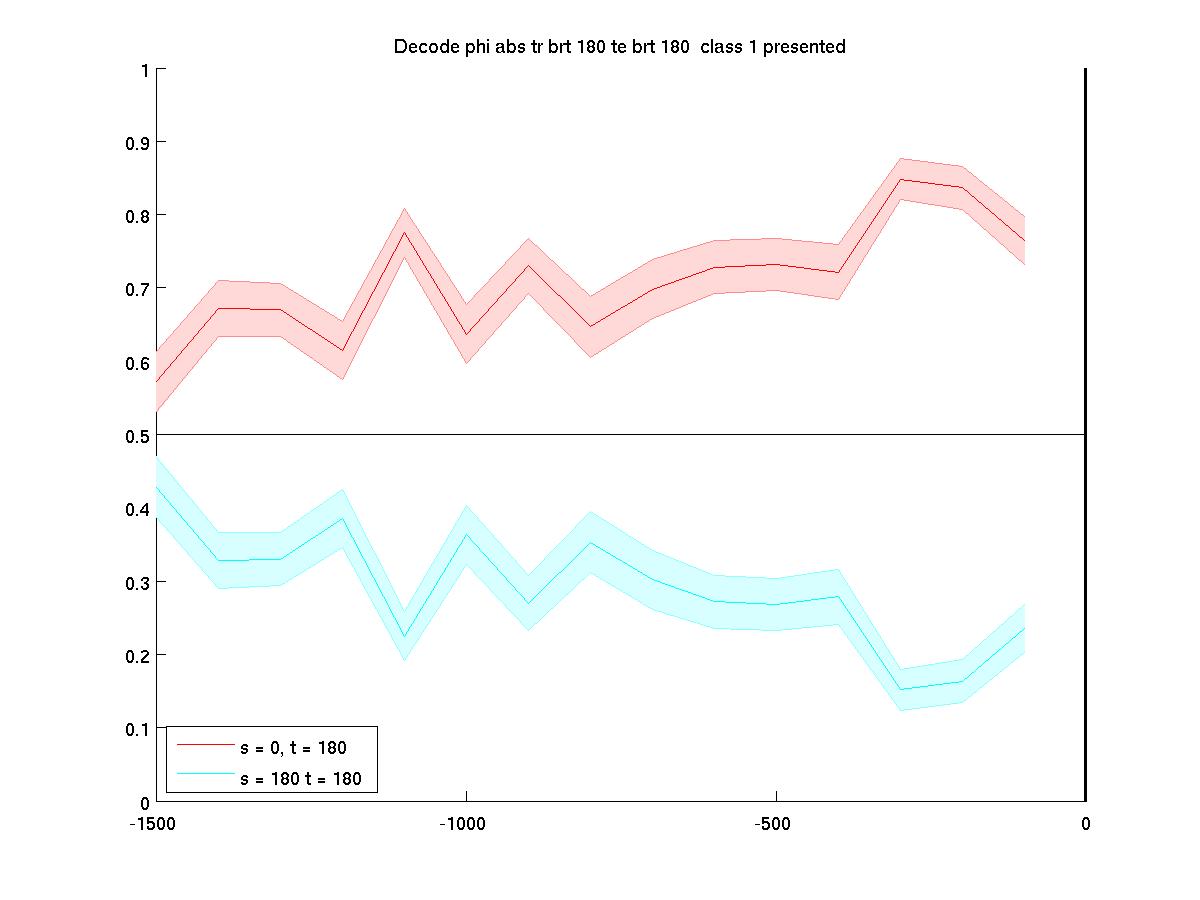 Decode phi abs tr brt 180 te brt 180 class 1 presented
1
0.9
0.8
0.7
0.6
0.5
0.4
0.3
0.2
0.1
0
s = 0, t = 180
s = 180 t = 180
-1500 -1000 -500 0